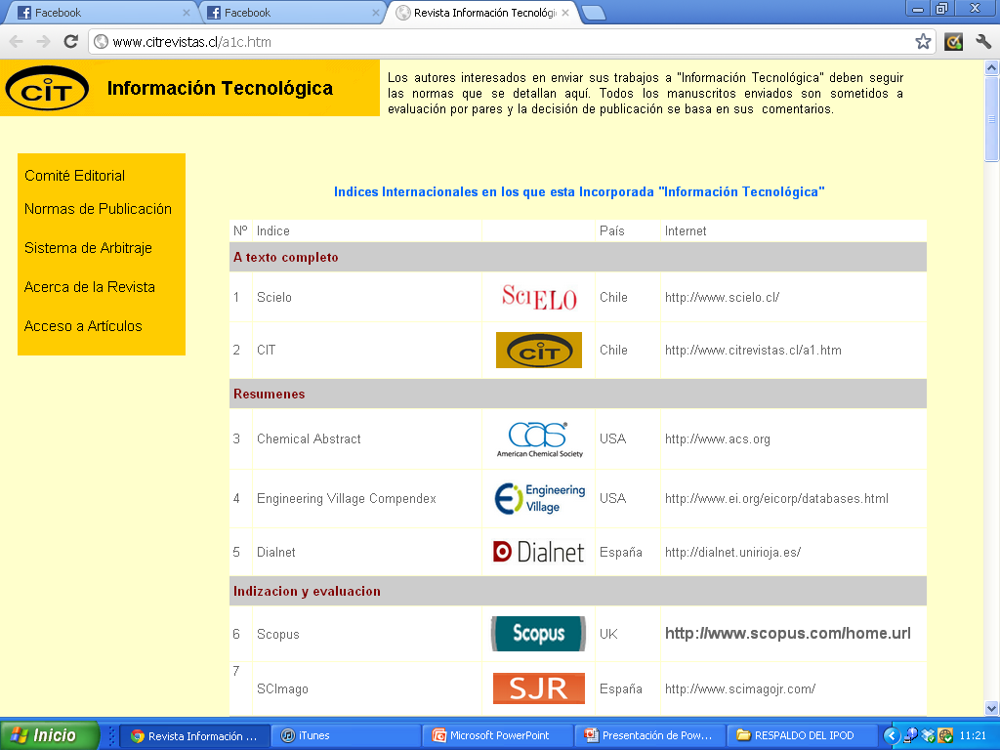 Facebook
Facebook
Revista Información Tecnológi
www.citrevistas.cl/a1c.htm
CIT
Información Tecnológica
Los autores interesados en enviar sus trabajos a "Información Tecnológica" deben seguir
las normas que se detallan aquí. Todos los manuscritos enviados son sometidos a
evaluación por pares y la decisión de publicación se basa en sus comentarios.
Comité Editorial
Normas de Publicación
Sistema de Arbitraje
Acerca de la Revista
Acceso a Artículos
Indices Internacionales en los que esta Incorporada "Información Tecnológica"
Nº Indice País Internet
A texto completo
1 Scielo SciELO Chile http://www.scielo.cl/
2 CIT CIT Chile http://www.citrevistas.cl/a1.htm
Resumenes
3 Chemical Abstract CAS American Chemical Society USA http://www.acs.org
4 Engineering Village Compendex Engineering Village USA http://www.ei.org/eicorp/databases.html
5 Dialnet Dialnet España http://dialnet.unirioja.es/
Indizacion y evaluacion
6 Scopus Scopus UK http://www.scopus.com/home.url
7 SCImago SJR España http://www.scimagojr.com/
Inicio
Revista Información ...
iTunes
Microsoft PowerPoint
Presentación de Pow...
RESPALDO DEL IPOD
11:21